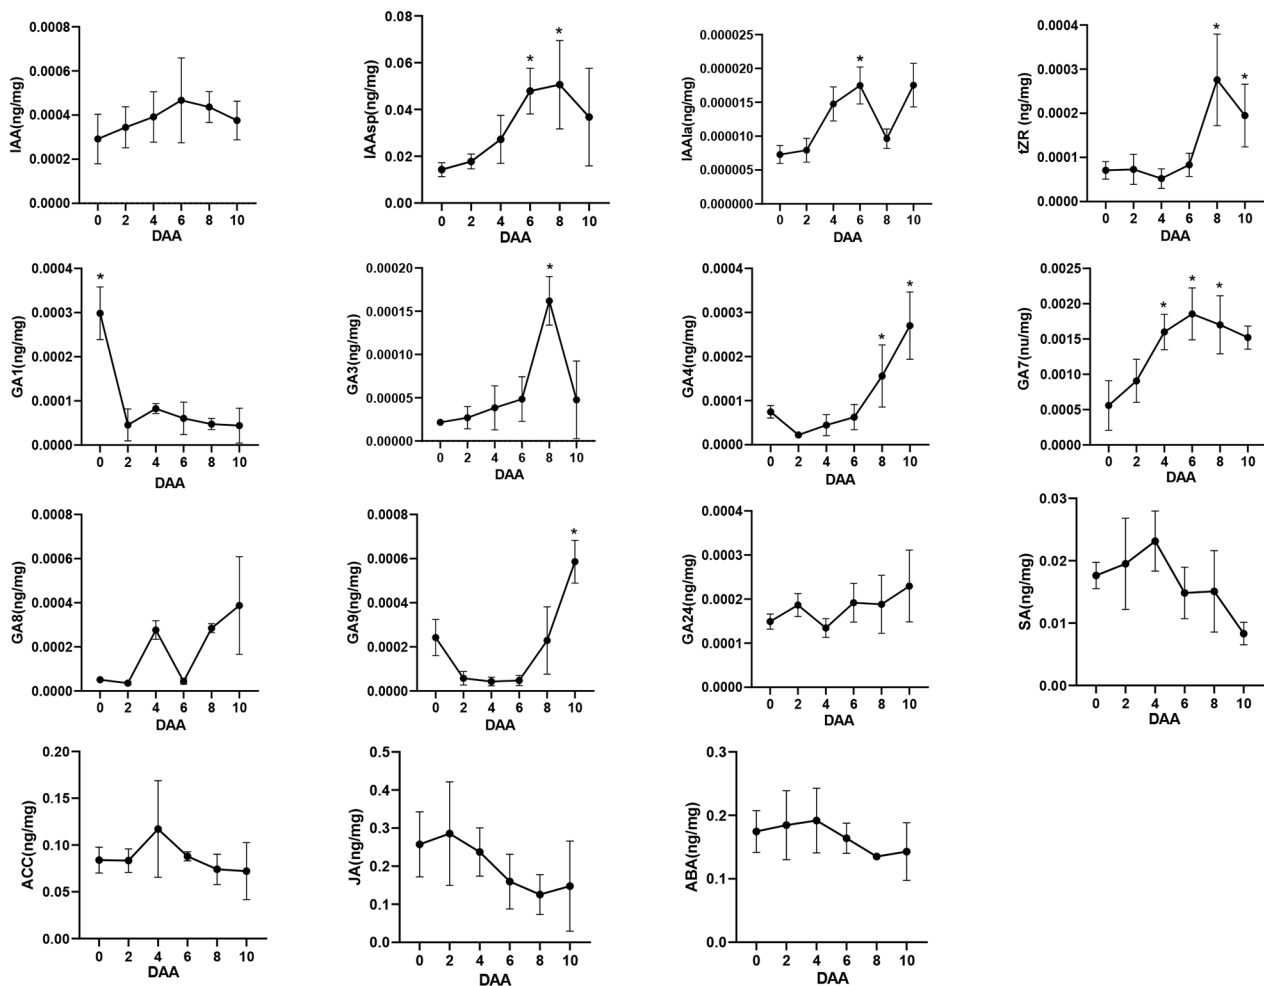 IAA(ng/mg)
0.0008
0.0006
0.0004
0.0002
0.0000
0 2 4 6 8 10
DAA
IAAsp(ng/mg)
0.08
0.06
0.04
0.02
0.00
* *
0 2 4 6 8 10
DAA
IAAla(ng/mg)
0.000025
0.000020
0.000015
0.000010
0.000005
0.000000
*
0 2 4 6 8 10
DAA
tZR (ng/mg)
0.0004
0.0003
0.0002
0.0001
0.0000
* *
0 2 4 6 8 10
DAA
GA1(ng/mg)
0.0004
0.0003
0.0002
0.0001
0.0000
*
0 2 4 6 8 10
DAA
GA3(ng/mg)
0.00020
0.00015
0.00010
0.00005
0.00000
*
0 2 4 6 8 10
DAA
GA4(ng/mg)
0.0004
0.0003
0.0002
0.0001
0.0000
* *
0 2 4 6 8 10
DAA
GA7(nu/mg)
0.0025
0.0020
0.0015
0.0010
0.0005
0.0000
* * *
0 2 4 6 8 10
DAA
GA8(ng/mg)
0.0008
0.0006
0.0004
0.0002
0.0000
0 2 4 6 8 10
DAA
GA9(ng/mg)
0.0008
0.0006
0.0004
0.0002
0.0000
*
0 2 4 6 8 10
DAA
GA24(ng/mg)
0.0004
0.0003
0.0002
0.0001
0.0000
0 2 4 6 8 10
DAA
SA(ng/mg)
0.03
0.02
0.01
0.00
0 2 4 6 8 10
DAA
ACC(ng/mg)
0.20
0.15
0.10
0.05
0.00
0 2 4 6 8 10
DAA
JA(ng/mg)
0.5
0.4
0.3
0.2
0.1
0.0
0 2 4 6 8 10
DAA
ABA(ng/mg)
0.3
0.2
0.1
0.0
0 2 4 6 8 10
DAA